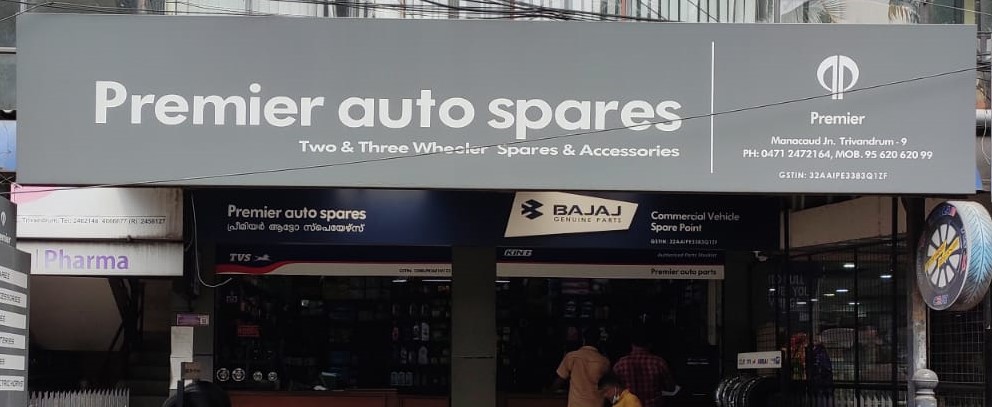 Premier auto spares
Two & Three Wheeler Spares & Accessories
Premier
Manacaud Jn. Trivandrum - 9
PH: 0471 2472164, MOB. 95 620 620 99
GSTIN: 32AAIPE3383Q1ZF
Premier auto spares
പ്രീമിയർ ആട്ടോ സ്പെയേഴ്സ്
BAJAJ
GENUINE PARTS
Commercial Vehicle
Spare Point
GSTIN: 32AAIPE3383Q1ZF
TVS
Premier auto parts
Pharma